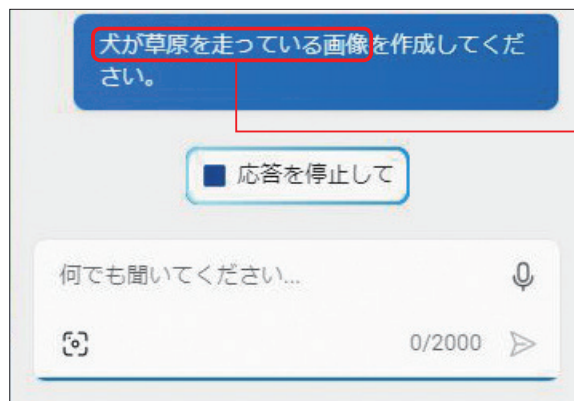 犬が草原を走っている画像を作成してくだ
さい。
応答を停止して
何でも聞いてください...
0/2000